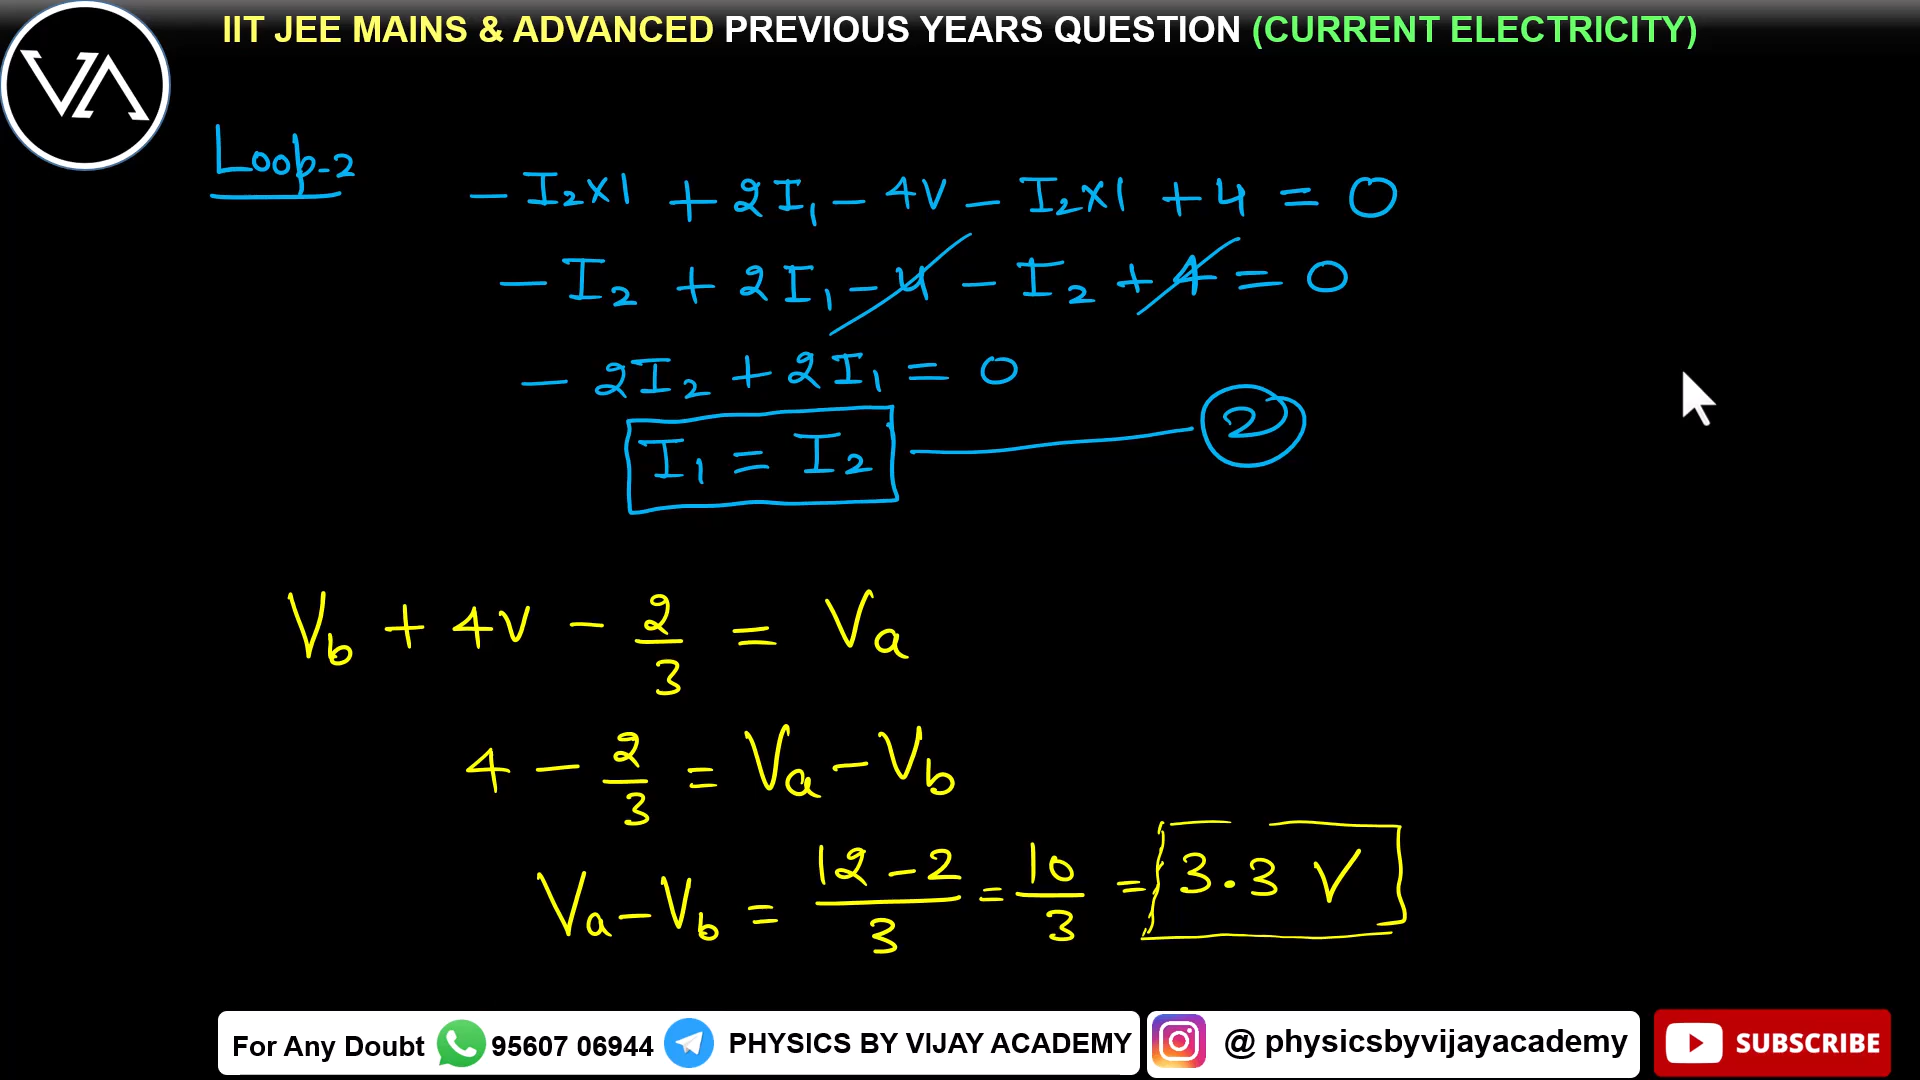 IIT JEE MAINS & ADVANCED PREVIOUS YEARS QUESTION (CURRENT ELECTRICITY)
VA
Loop-2
- I₂×1 + 2I₁ - 4V - I₂×1 + 4 = 0
- I₂ + 2I₁ - 4 - I₂ + 4 = 0
- 2I₂ + 2I₁ = 0
I₁ = I₂ —— 2
V_b + 4V - 2/3 = V_a
4 - 2/3 = V_a - V_b
V_a - V_b = 12-2/3 = 10/3 = 3.3 V
For Any Doubt 95607 06944 PHYSICS BY VIJAY ACADEMY @ physicsbyvijayacademy SUBSCRIBE